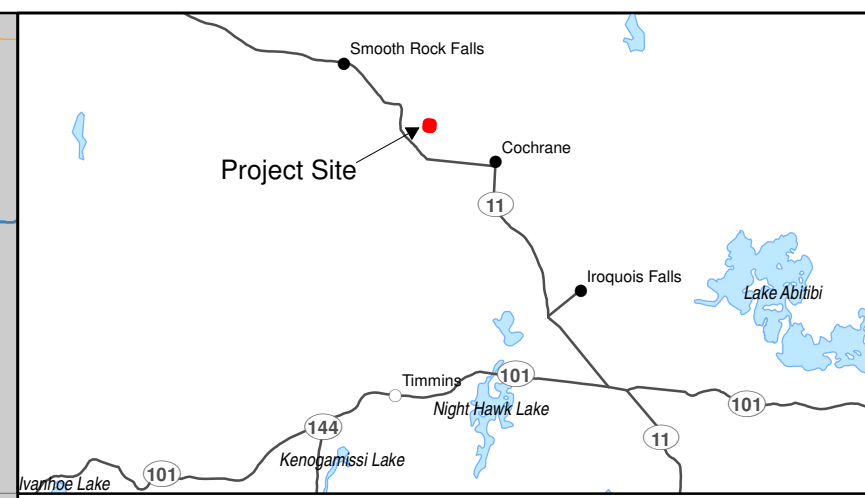 Smooth Rock Falls
Cochrane
Project Site
11
Iroquois Falls
Lake Abitibi
Timmins
101
Night Hawk Lake
101
144
11
Kenogamissi Lake
101
Ivanhoe Lake